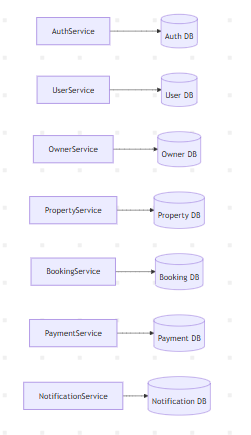 AuthService
Auth DB
UserService
User DB
OwnerService
Owner DB
PropertyService
Property DB
BookingService
Booking DB
PaymentService
Payment DB
NotificationService
Notification DB